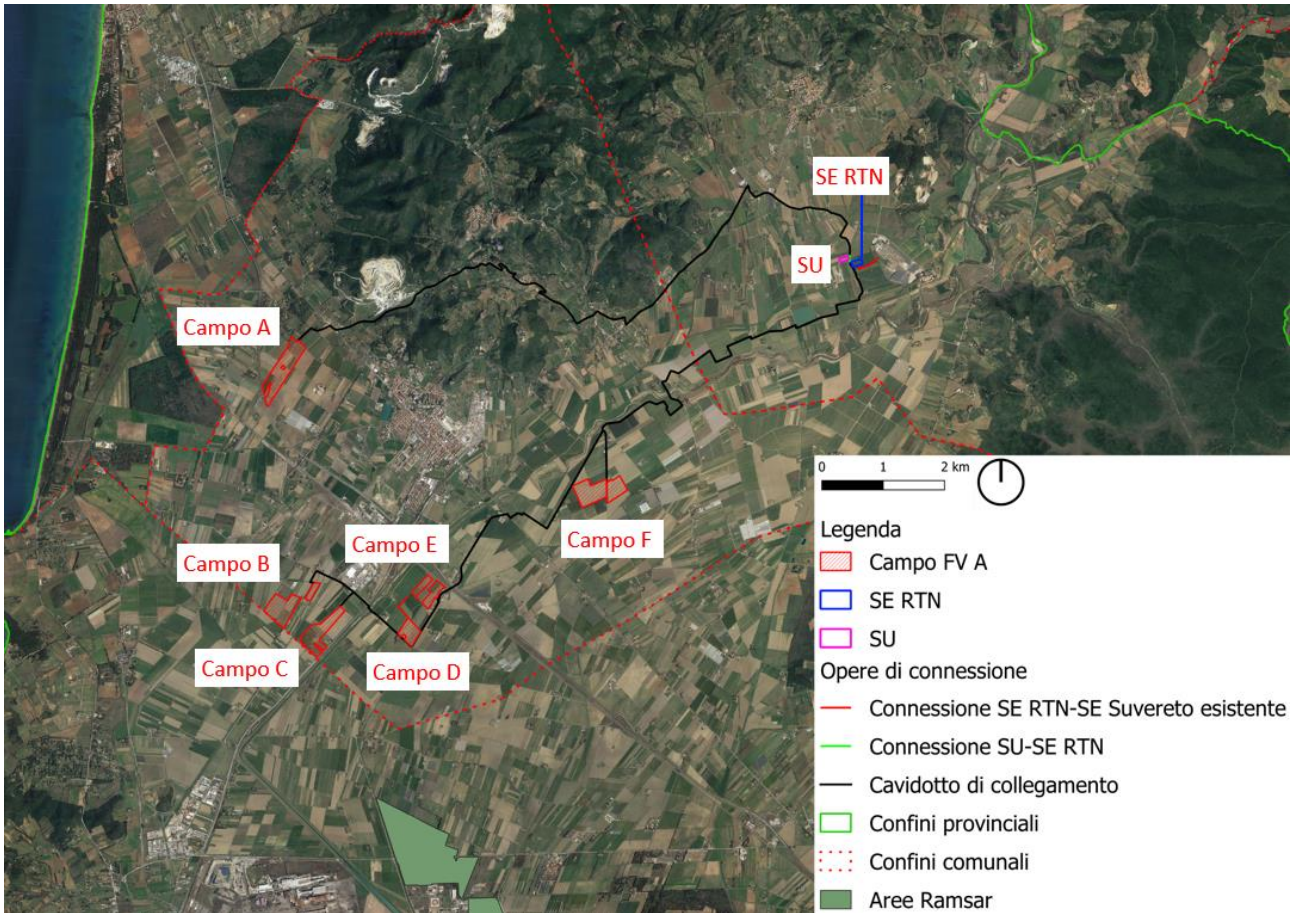 SE RTN
SU
Campo A
Campo E
Campo F
Campo B
Campo C
Campo D
0 1 2 km
Legenda
Campo FV A
SE RTN
SU
Opere di connessione
Connessione SE RTN-SE Suvereto esistente
Connessione SU-SE RTN
Cavidotto di collegamento
Confini provinciali
Confini comunali
Aree Ramsar